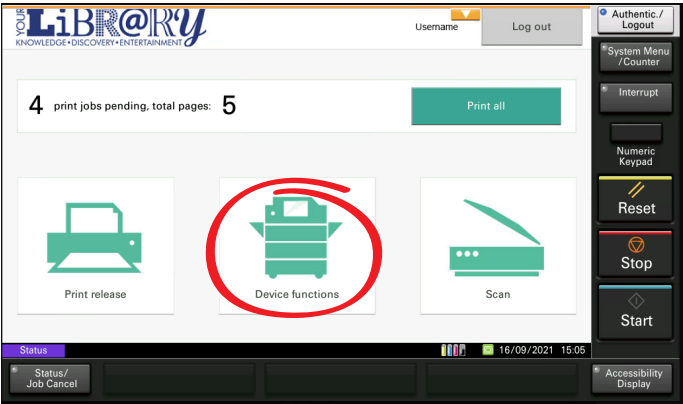 YOUR
LiBR@RY
KNOWLEDGE•DISCOVERY•ENTERTAINMENT
Username
Log out
4 print jobs pending, total pages: 5
Print all
Print release
Device functions
Scan
Status
16/09/2021 15:05
Status/
Job Cancel
Authentic./
Logout
System Menu
/Counter
Interrupt
Numeric
Keypad
Reset
Stop
Start
Accessibility
Display